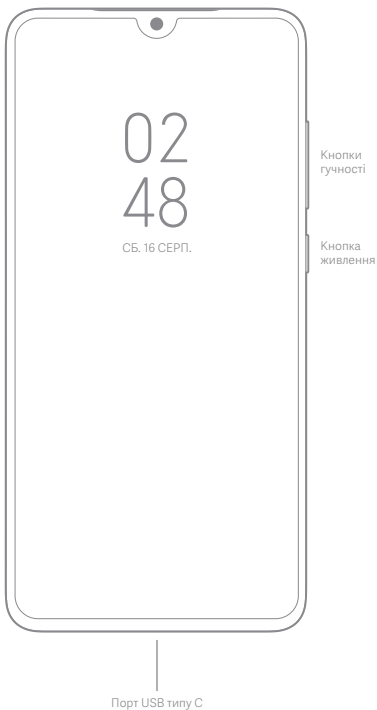 02
48
СБ. 16 СЕРП.
Кнопки
гучності
Кнопка
живлення
Порт USB типу C